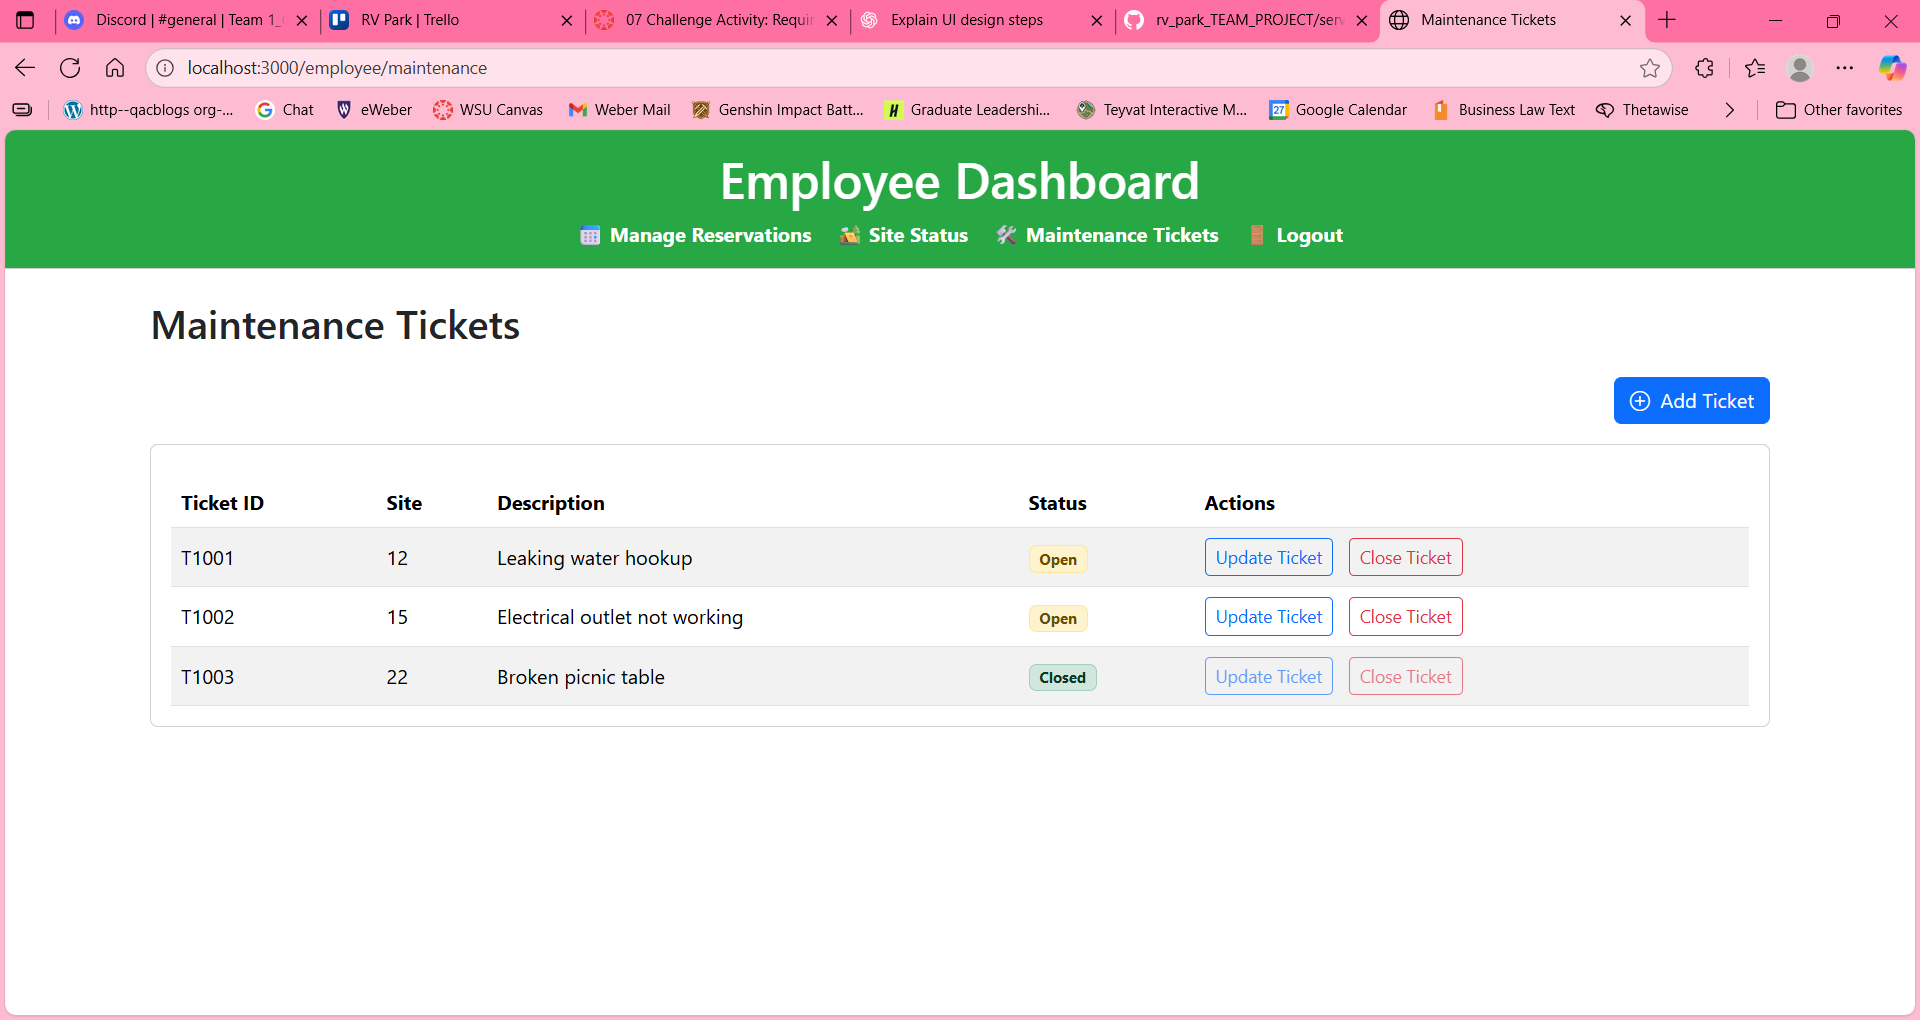 Discord | #general | Team 1_
RV Park | Trello
07 Challenge Activity: Requir
Explain UI design steps
rv_park_TEAM_PROJECT/serv
Maintenance Tickets
localhost:3000/employee/maintenance
http--qacblogs org-...
Chat
eWeber
WSU Canvas
Weber Mail
Genshin Impact Batt...
Graduate Leadershi...
Teyvat Interactive M...
27
Google Calendar
Business Law Text
Thetawise
Other favorites
Employee Dashboard
Manage Reservations Site Status Maintenance Tickets Logout
Maintenance Tickets
Add Ticket
Ticket ID Site Description Status Actions
T1001 12 Leaking water hookup Open Update Ticket Close Ticket
T1002 15 Electrical outlet not working Open Update Ticket Close Ticket
T1003 22 Broken picnic table Closed Update Ticket Close Ticket